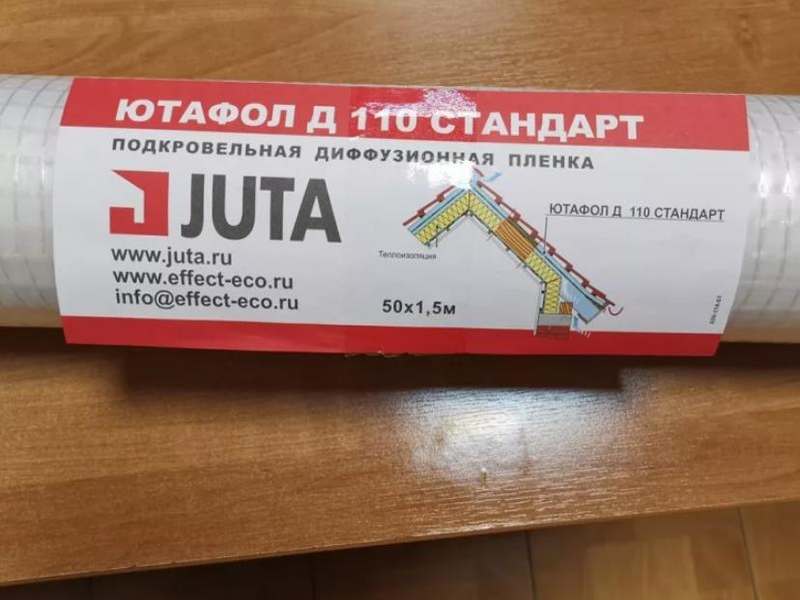 ЮТАФОЛ Д 110 СТАНДАРТ
ПОДКРОВЕЛЬНАЯ ДИФФУЗИОННАЯ ПЛЕНКА
JUTA
www.juta.ru
www.effect-eco.ru
info@effect-eco.ru
ЮТАФОЛ Д 110 СТАНДАРТ
Теплоизоляция
50х1,5м